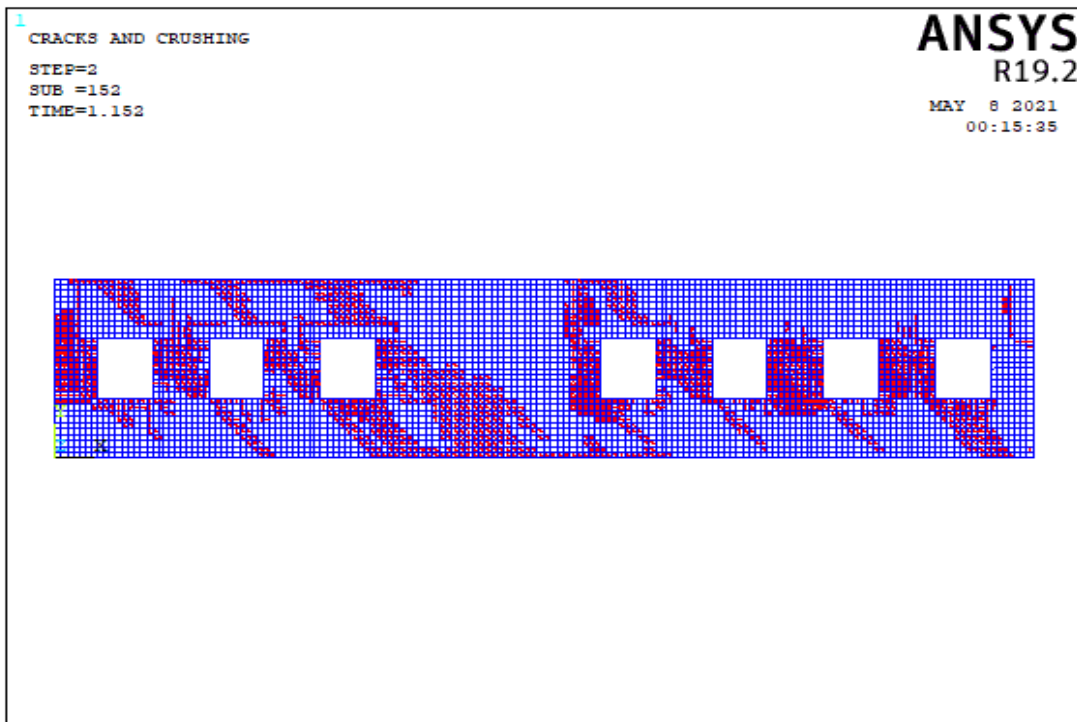 1
CRACKS AND CRUSHING
STEP=2
SUB =152
TIME=1.152
ANSYS
R19.2
MAY  8 2021
00:15:35
Y
Z
X